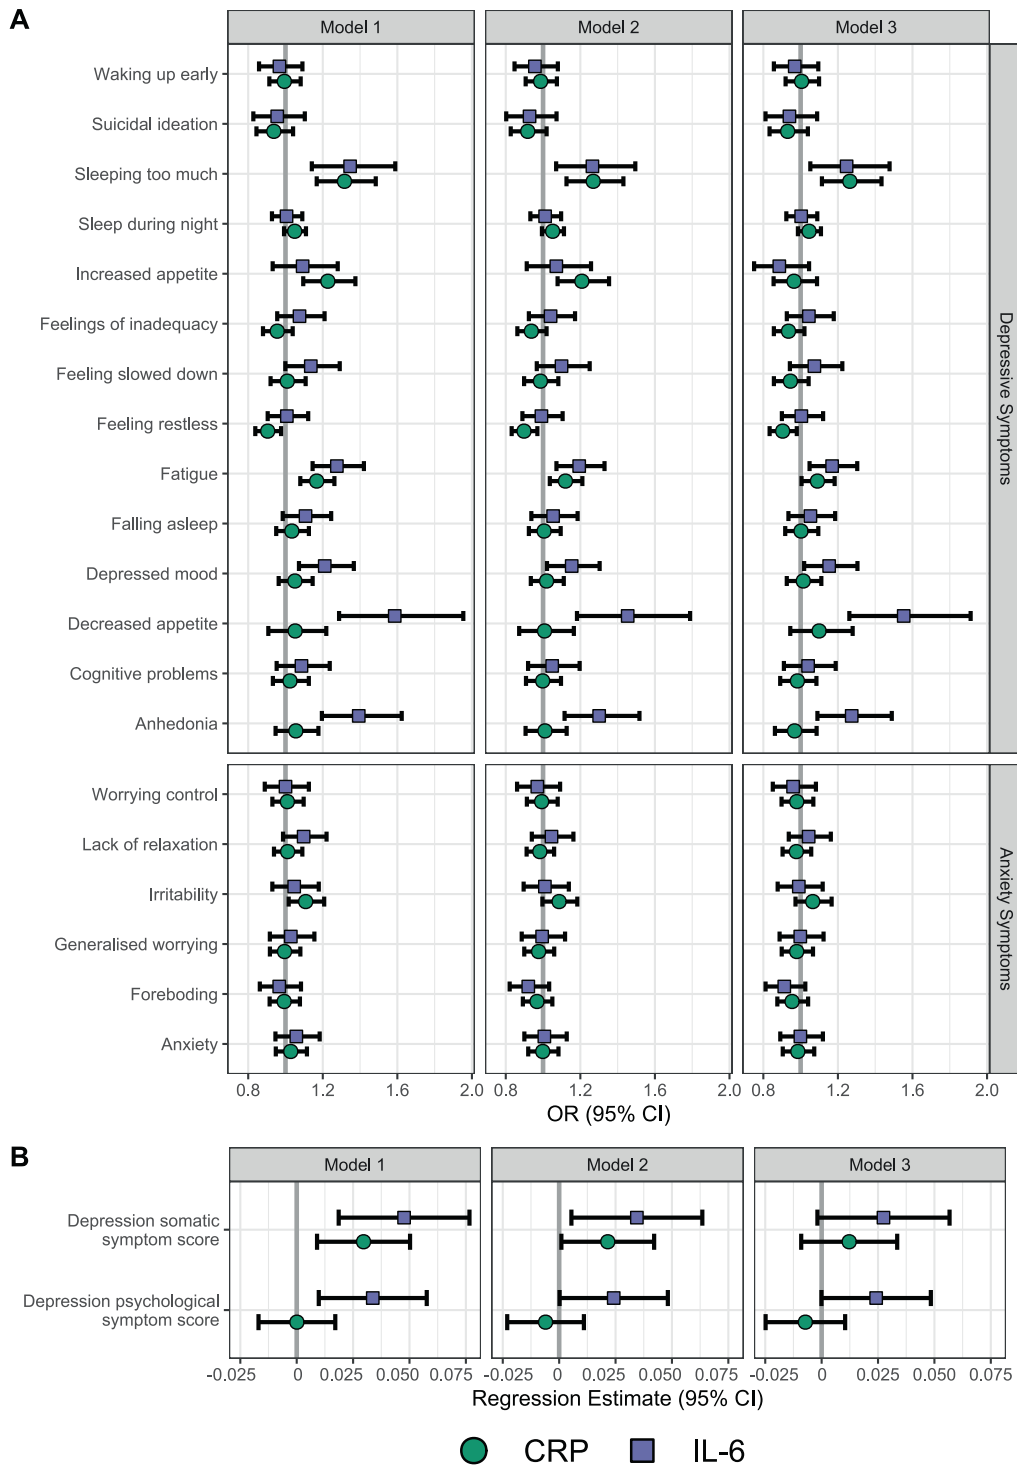 A
Model 1
Model 2
Model 3
Waking up early
Suicidal ideation
Sleeping too much
Sleep during night
Increased appetite
Feelings of inadequacy
Feeling slowed down
Feeling restless
Fatigue
Falling asleep
Depressed mood
Decreased appetite
Cognitive problems
Anhedonia
Depressive Symptoms
Worrying control
Lack of relaxation
Irritability
Generalised worrying
Foreboding
Anxiety
Anxiety Symptoms
0.8 1.2 1.6 2.0
0.8 1.2 1.6 2.0
0.8 1.2 1.6 2.0
OR (95% CI)
B
Model 1
Model 2
Model 3
Depression somatic
symptom score
Depression psychological
symptom score
-0.025 0 0.025 0.050 0.075
-0.025 0 0.025 0.050 0.075
-0.025 0 0.025 0.050 0.075
Regression Estimate (95% CI)
CRP
IL-6